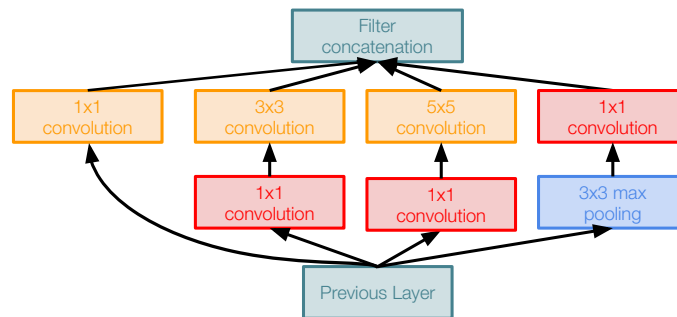 Filter
concatenation
1x1
convolution
3x3
convolution
5x5
convolution
1x1
convolution
1x1
convolution
1x1
convolution
3x3 max
pooling
Previous Layer